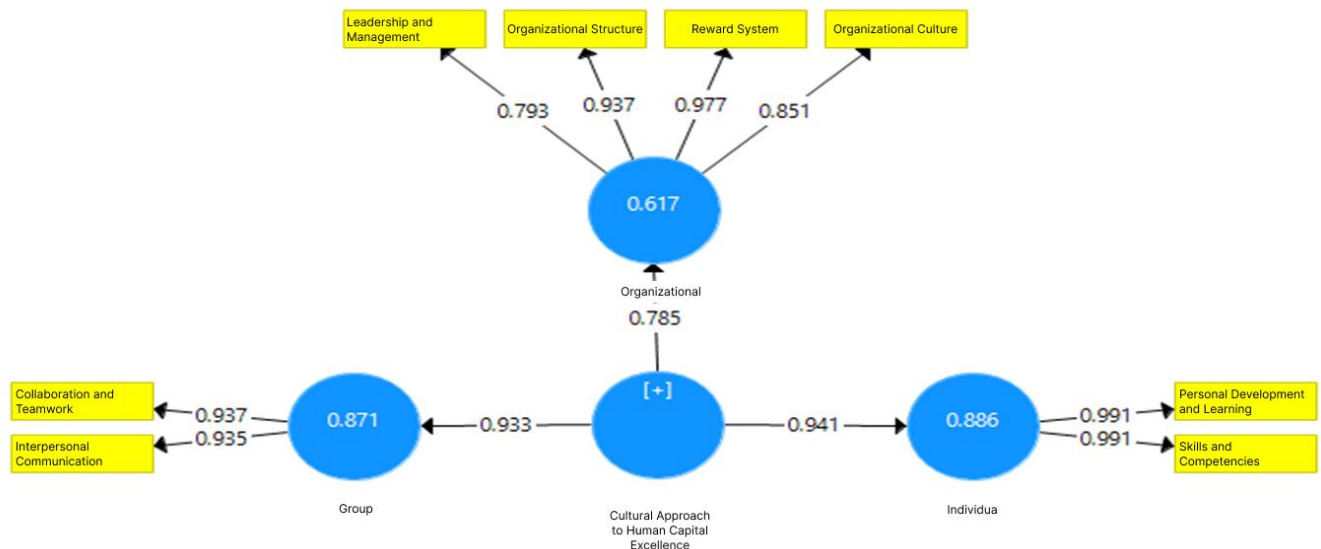 Leadership and
Management
Organizational Structure
Reward System
Organizational Culture
0.793
0.937
0.977
0.851
0.617
Organizational
0.785
Collaboration and
Teamwork
Interpersonal
Communication
0.937
0.935
0.871
Group
0.933
[+]
Cultural Approach
to Human Capital
Excellence
0.941
0.886
Individua
0.991
0.991
Personal Development
and Learning
Skills and
Competencies